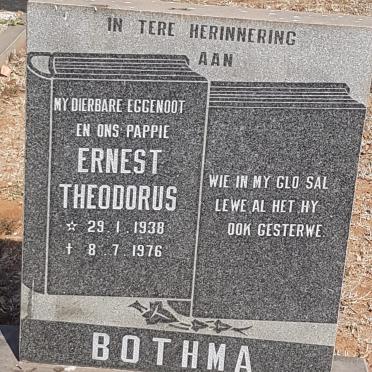 IN TERE HERINNERING
AAN
MY DIERBARE EGGENOOT
EN ONS PAPPIE
ERNEST
THEODORUS
☆ 29.1.1938
† 8.7.1976
WIE IN MY GLO SAL
LEWE AL HET HY
OOK GESTERWE
BOTHMA